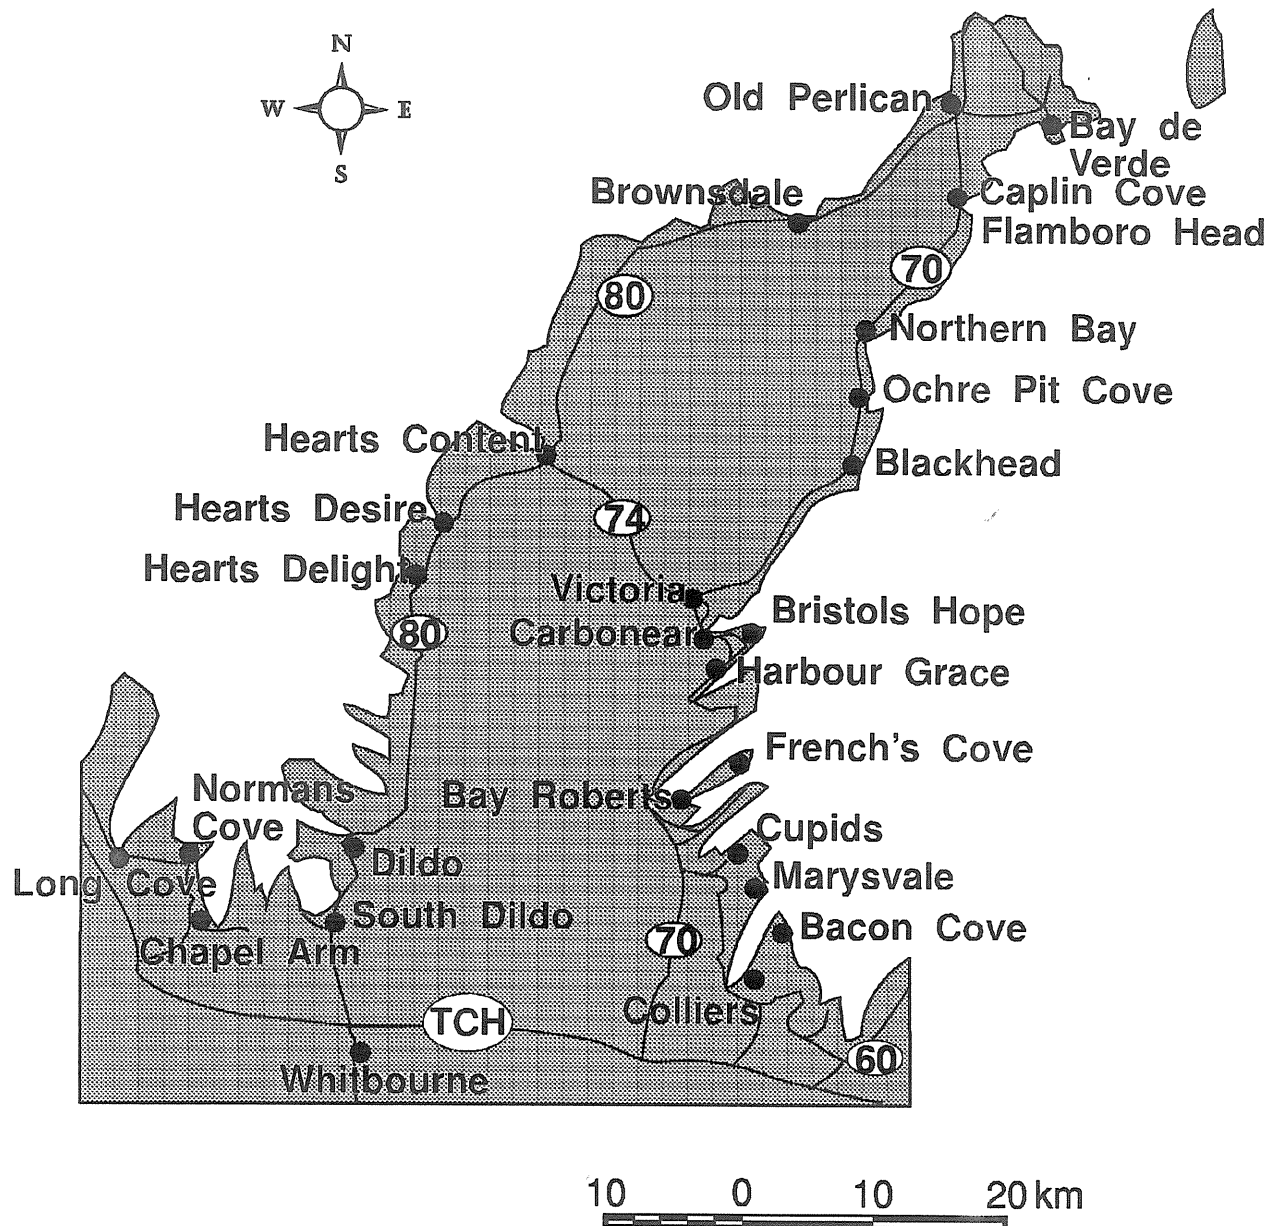 N
W E
S
Old Perlican
Bay de
Verde
Brownsdale
Caplin Cove
Flamboro Head
70
80
Northern Bay
Ochre Pit Cove
Hearts Content
Blackhead
Hearts Desire
74
Hearts Delight
Victoria
Bristols Hope
80
Carbonear
Harbour Grace
French's Cove
Normans
Cove
Bay Roberts
Cupids
Dildo
Long Cove
Marysvale
South Dildo
Bacon Cove
70
Chapel Arm
Colliers
TCH
60
Whitbourne
10 0 10 20 km